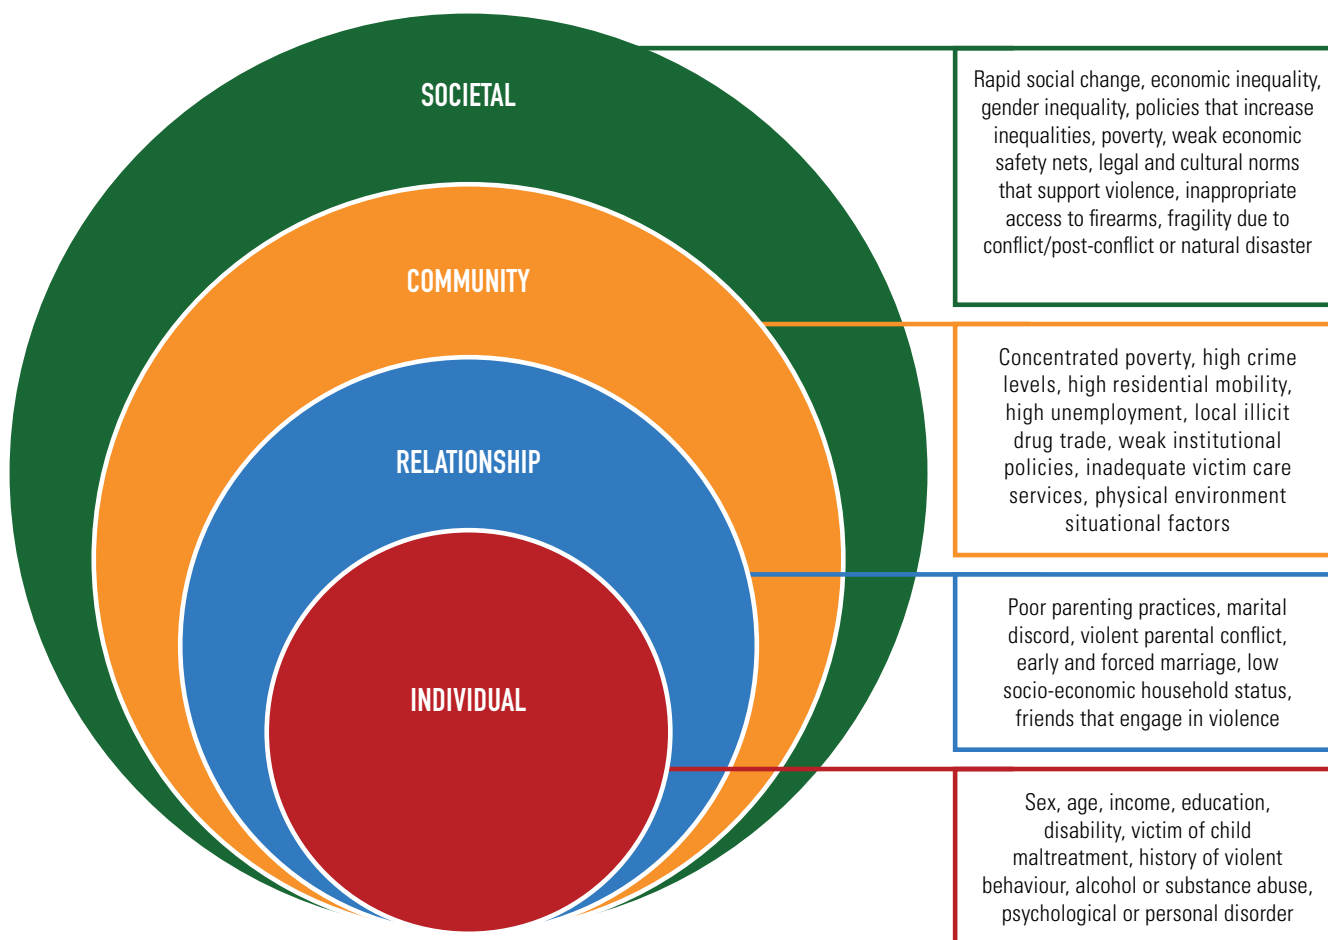 SOCIETAL
Rapid social change, economic inequality,
gender inequality, policies that increase
inequalities, poverty, weak economic
safety nets, legal and cultural norms
that support violence, inappropriate
access to firearms, fragility due to
conflict/post-conflict or natural disaster
COMMUNITY
Concentrated poverty, high crime
levels, high residential mobility,
high unemployment, local illicit
drug trade, weak institutional
policies, inadequate victim care
services, physical environment
situational factors
RELATIONSHIP
Poor parenting practices, marital
discord, violent parental conflict,
early and forced marriage, low
socio-economic household status,
friends that engage in violence
INDIVIDUAL
Sex, age, income, education,
disability, victim of child
maltreatment, history of violent
behaviour, alcohol or substance abuse,
psychological or personal disorder